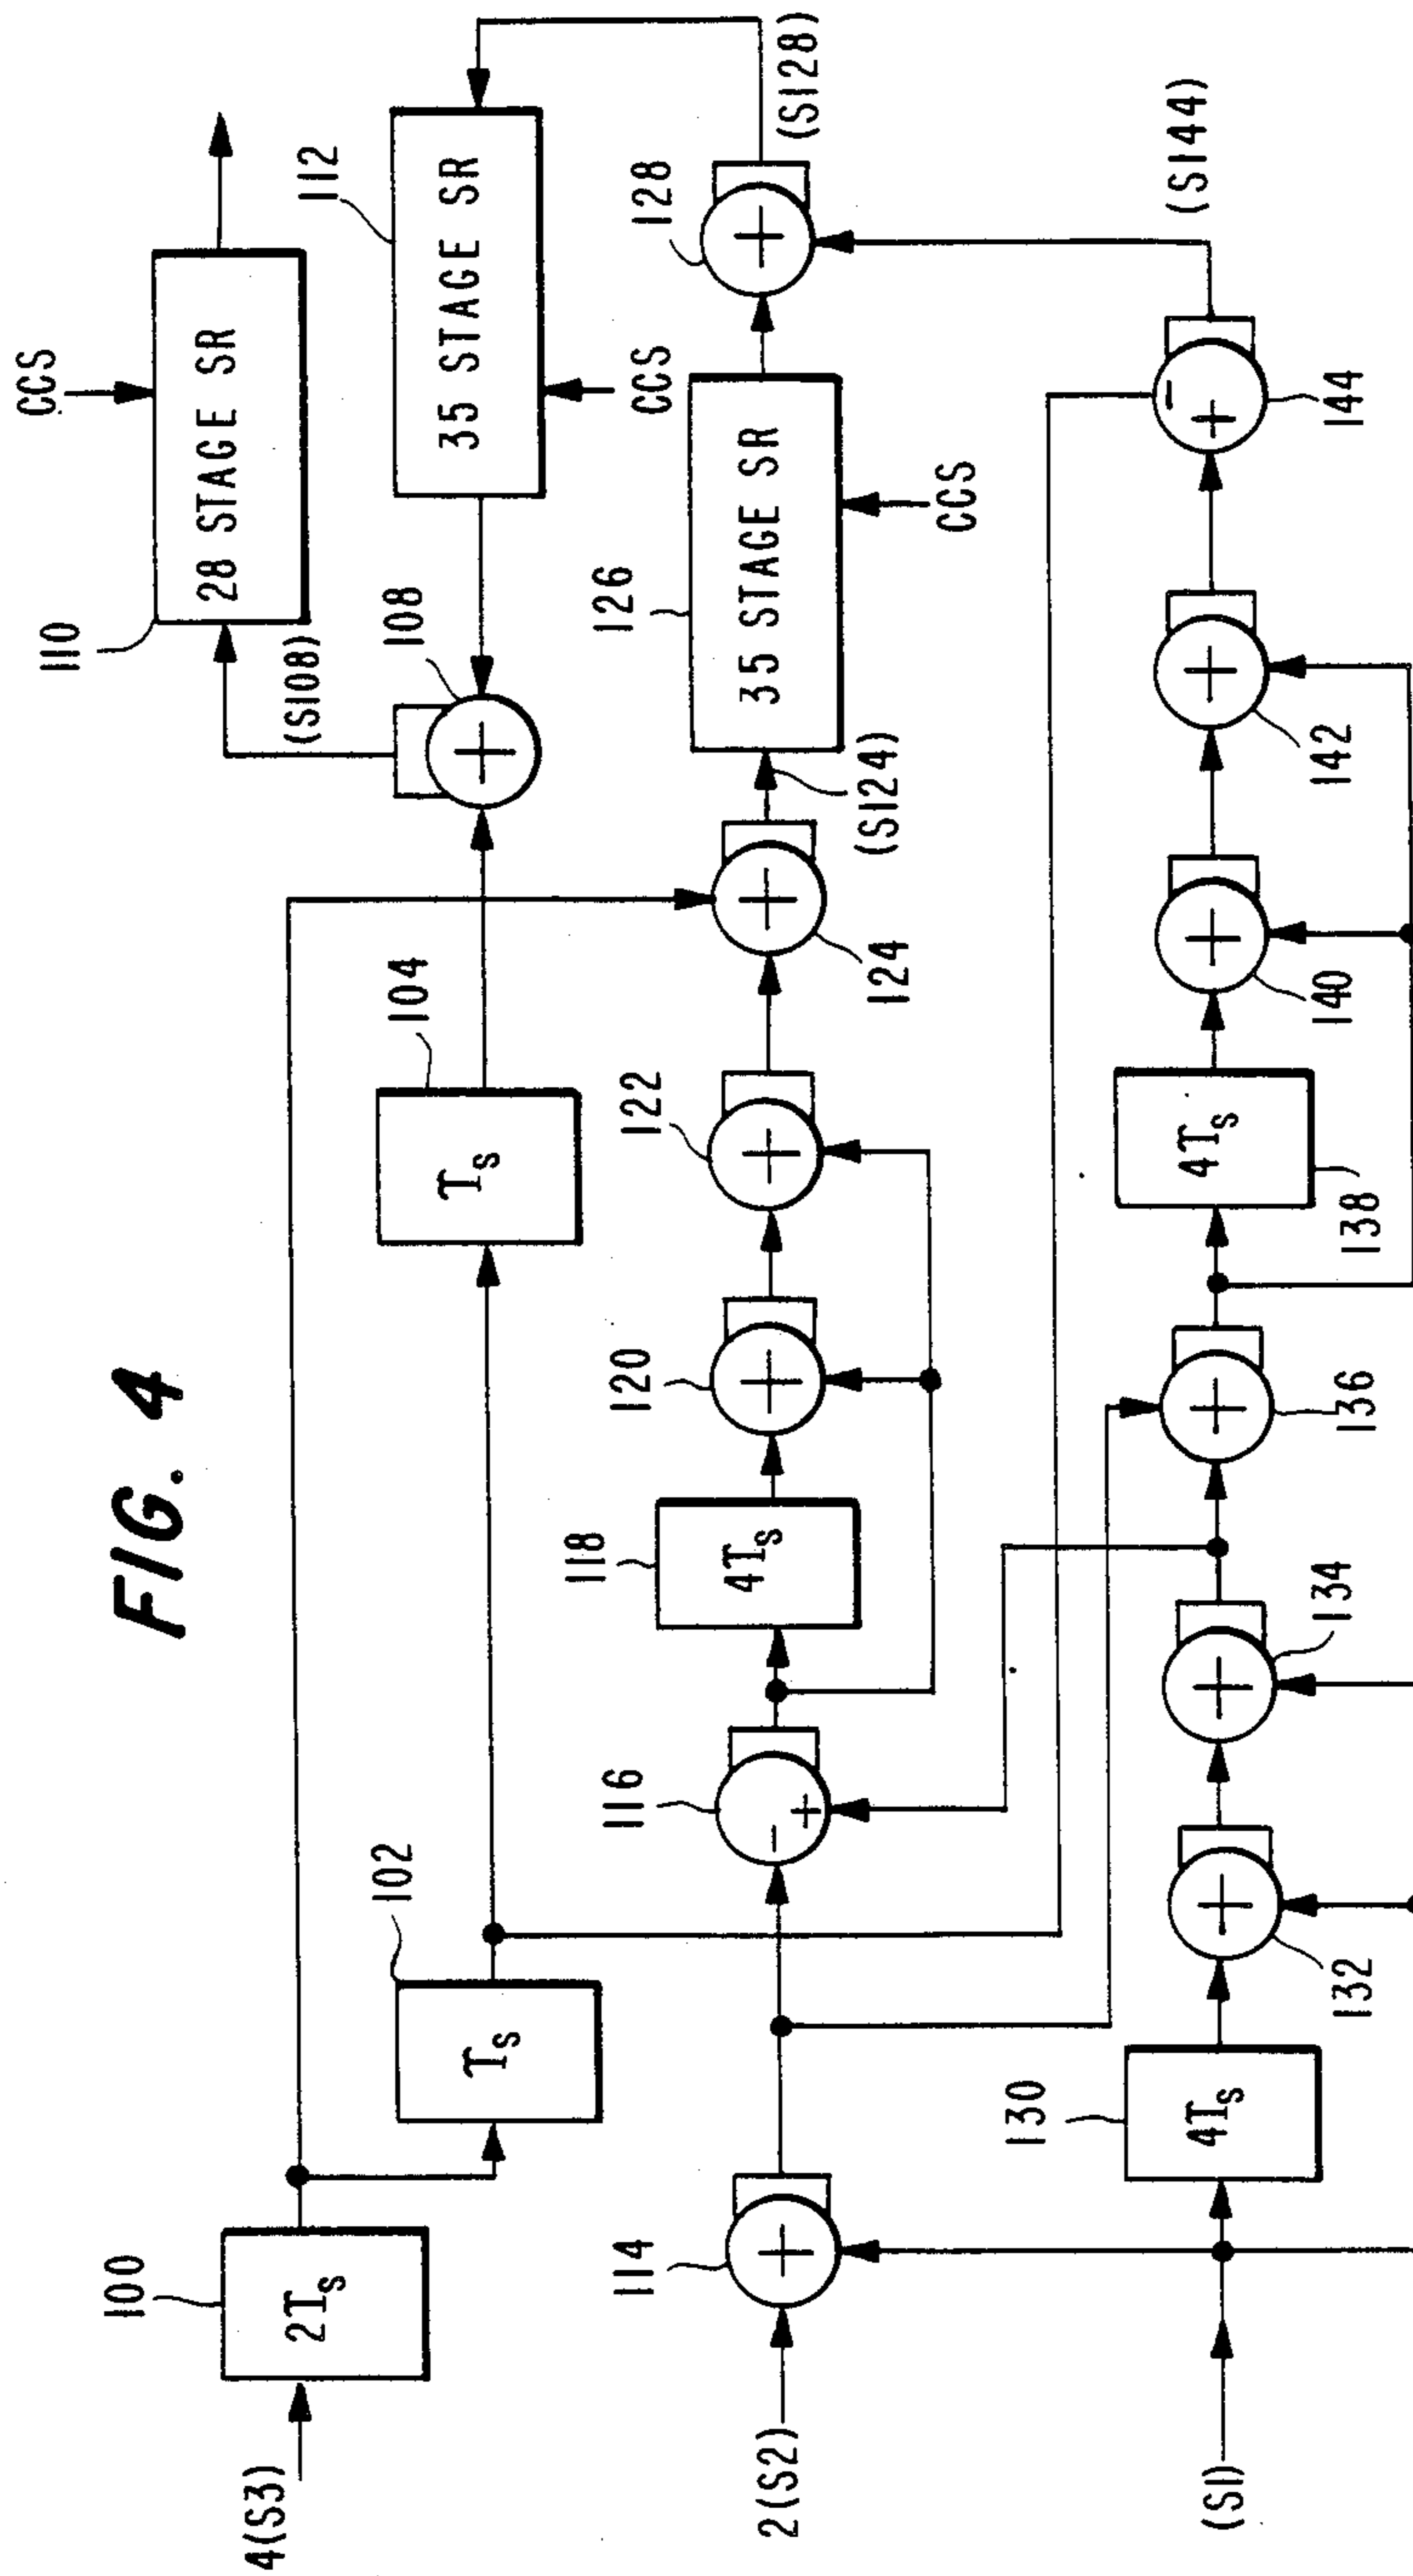 FIG. 4
4(S3)
100
2Ts
102
Ts
104
Ts
108
(S108)
110
28 STAGE SR
CCS
112
35 STAGE SR
CCS
2(S2)
114
+
116
-
+
118
4Ts
120
+
122
+
124
+
(S124)
126
35 STAGE SR
CCS
128
+
(S128)
(S1)
130
4Ts
132
+
134
+
136
+
138
4Ts
140
+
142
+
144
-
+
(S144)
+